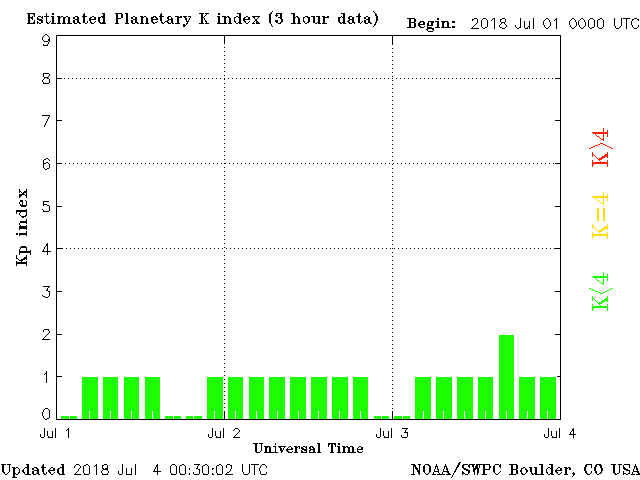 Estimated Planetary K index (3 hour data) Begin: 2018 Jul 01 0000 UTC
9
8
7
6
5
4
3
2
1
0
Kp index
K>4
K=4
K<4
Jul 1 Jul 2 Jul 3 Jul 4
Universal Time
Updated 2018 Jul 4 00:30:02 UTC NOAA/SWPC Boulder, CO USA